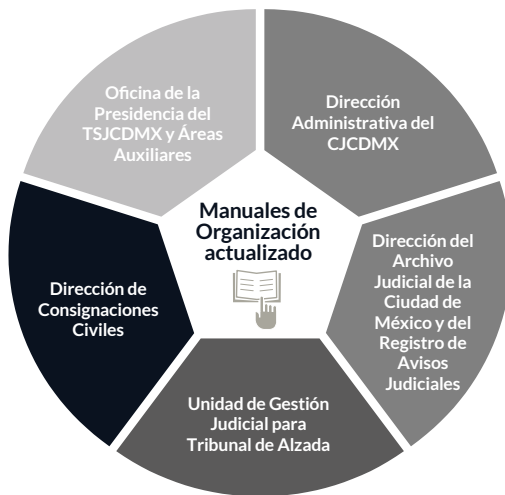 Oficina de la
Presidencia del
TSJCDMX y Áreas
Auxiliares
Dirección
Administrativa del
CJCDMX
Manuales de
Organización
actualizado
Dirección del
Archivo
Judicial de la
Ciudad de
México y del
Registro de
Avisos
Judiciales
Dirección de
Consignaciones
Civiles
Unidad de Gestión
Judicial para
Tribunal de Alzada